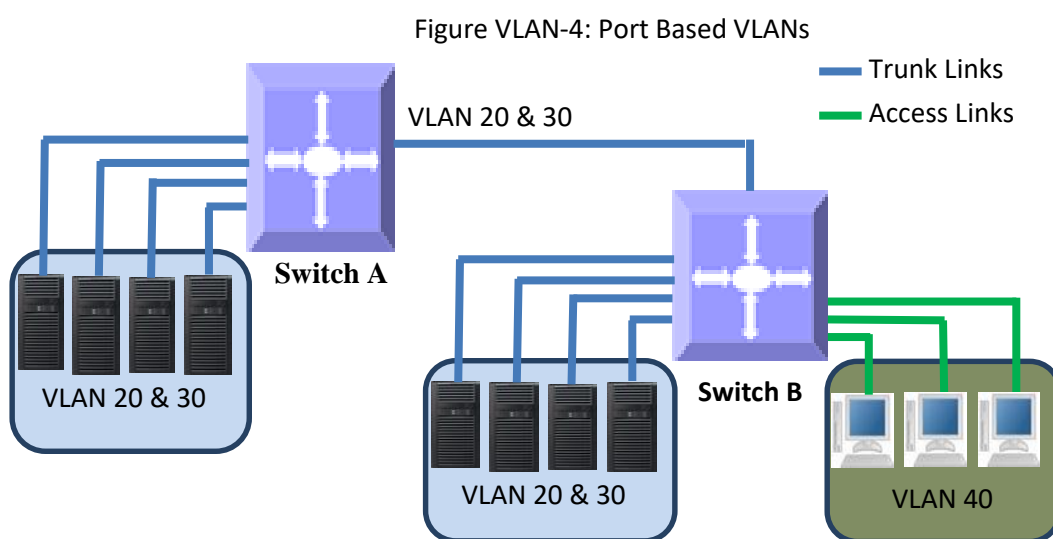 Figure VLAN-4: Port Based VLANs
Trunk Links
VLAN 20 & 30
Access Links
Switch A
VLAN 20 & 30
Switch B
VLAN 20 & 30
VLAN 40